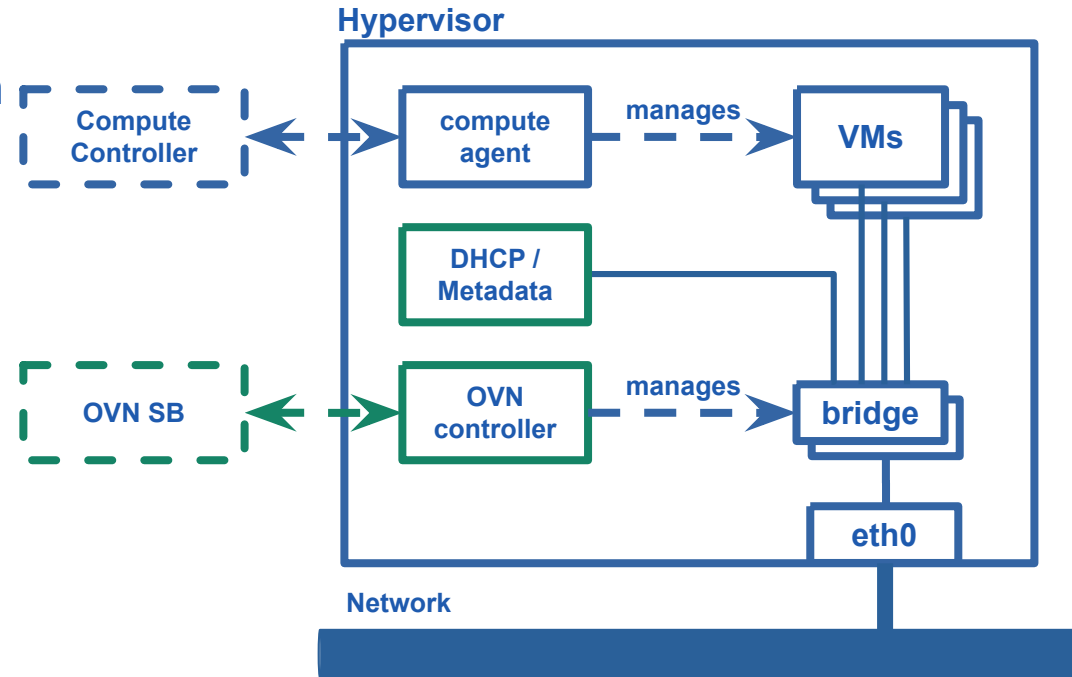 Hypervisor
Compute
Controller
compute
agent
manages
VMs
DHCP /
Metadata
OVN SB
OVN
controller
manages
bridge
eth0
Network